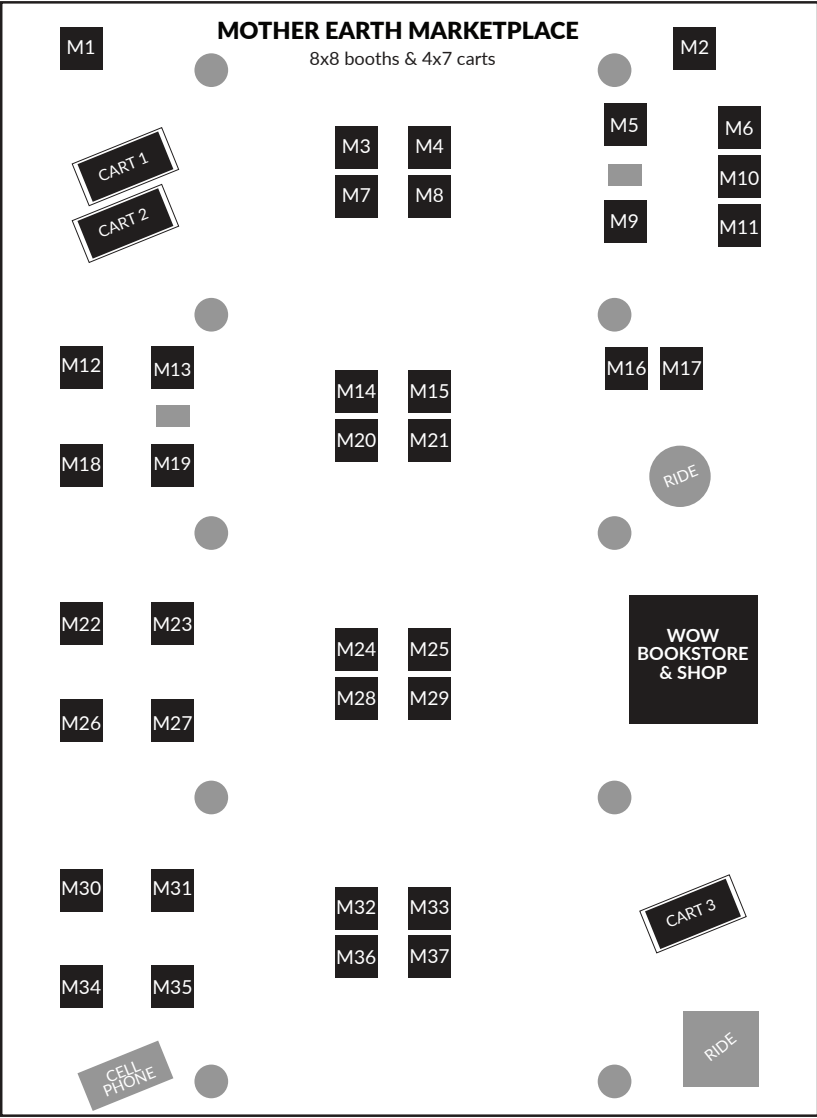 MOTHER EARTH MARKETPLACE
8x8 booths & 4x7 carts
M1
M2
M5
M6
M3
M4
CART 1
M10
M7
M8
CART 2
M9
M11
M12
M13
M16
M17
M14
M15
M20
M21
M18
M19
RIDE
M22
M23
WOW
BOOKSTORE
& SHOP
M24
M25
M28
M29
M26
M27
M30
M31
M32
M33
CART 3
M36
M37
M34
M35
RIDE
CELL
PHONE